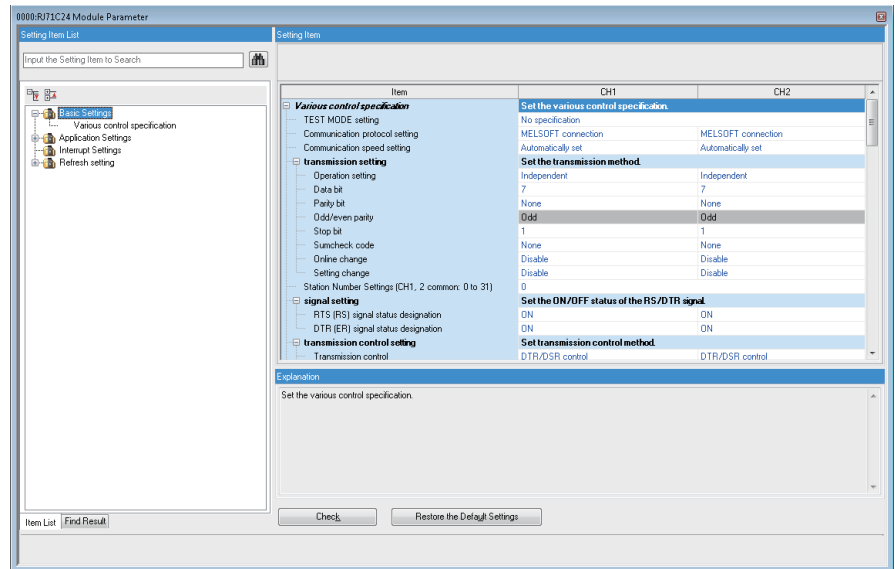 0000:RJ71C24 Module Parameter
Setting Item List
Input the Setting Item to Search
Basic Settings
Various control specification
Application Settings
Interrupt Settings
Refresh setting
Item List Find Result
Setting Item
Item CH1 CH2
Various control specification Set the various control specification.
TEST MODE setting No specification
Communication protocol setting MELSOFT connection MELSOFT connection
Communication speed setting Automatically set Automatically set
transmission setting Set the transmission method.
Operation setting Independent Independent
Data bit 7 7
Parity bit None None
Odd/even parity Odd Odd
Stop bit 1 1
Sumcheck code None None
Online change Disable Disable
Setting change Disable Disable
Station Number Settings (CH1, 2 common: 0 to 31) 0
signal setting Set the ON/OFF status of the RS/DTR signal.
RTS (RS) signal status designation ON ON
DTR (ER) signal status designation ON ON
transmission control setting Set transmission control method.
Transmission control DTR/DSR control DTR/DSR control
Explanation
Set the various control specification.
Check Restore the Default Settings